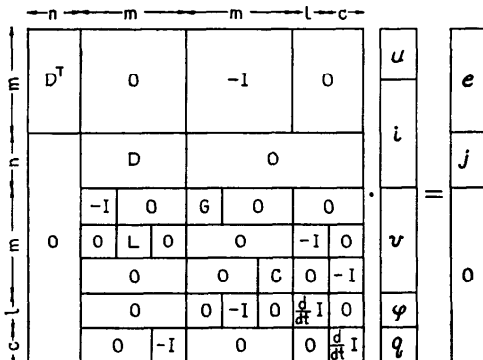 n m m l c
m D^T 0 -I 0 u e
n D 0 i j
m 0 -I 0 G 0 0 · v = 0
0 L 0 0 -I 0
0 0 C 0 -I
l 0 0 -I 0 d/dt I 0 φ
c 0 -I 0 0 d/dt I q